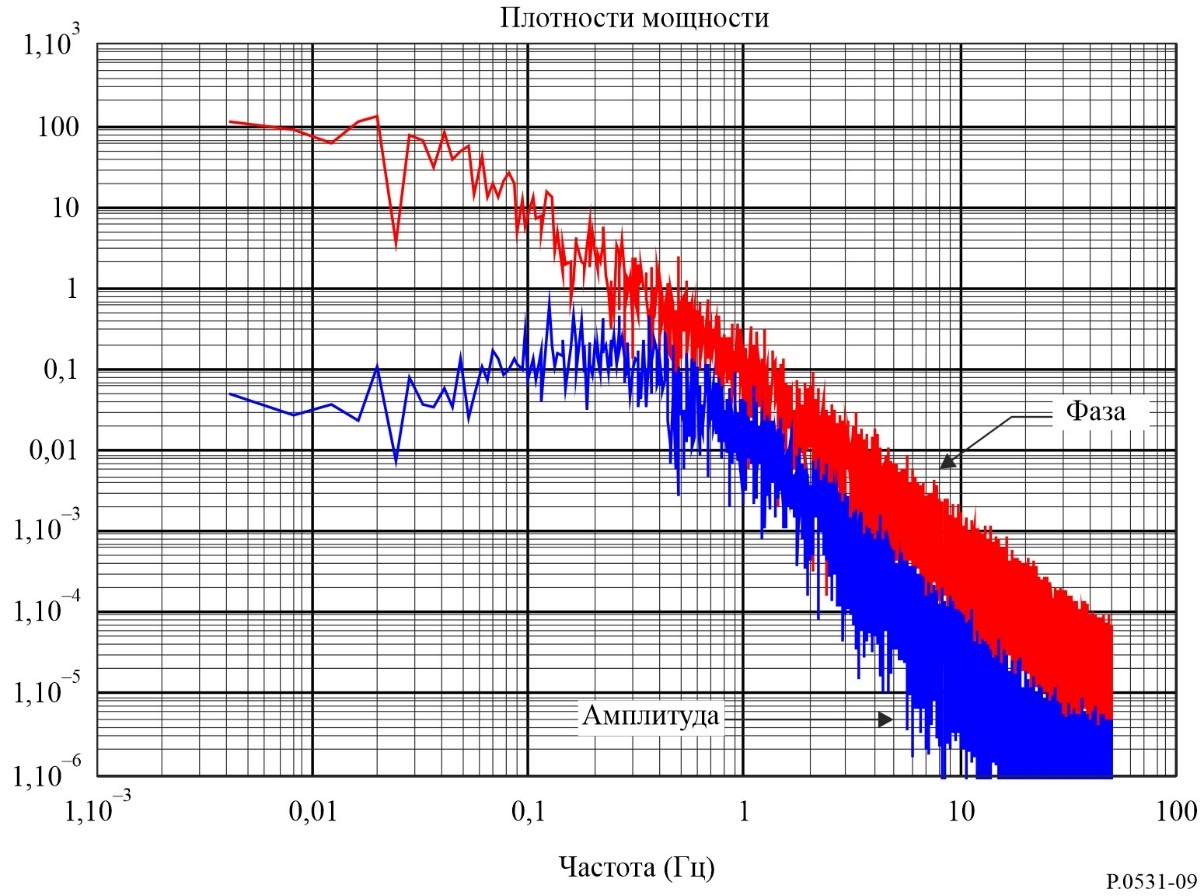 Плотности мощности
1,10³
100
10
1
0,1
0,01
1,10⁻³
1,10⁻⁴
1,10⁻⁵
1,10⁻⁶
Фаза
Амплитуда
1,10⁻³ 0,01 0,1 1 10 100
Частота (Гц)
P.0531-09